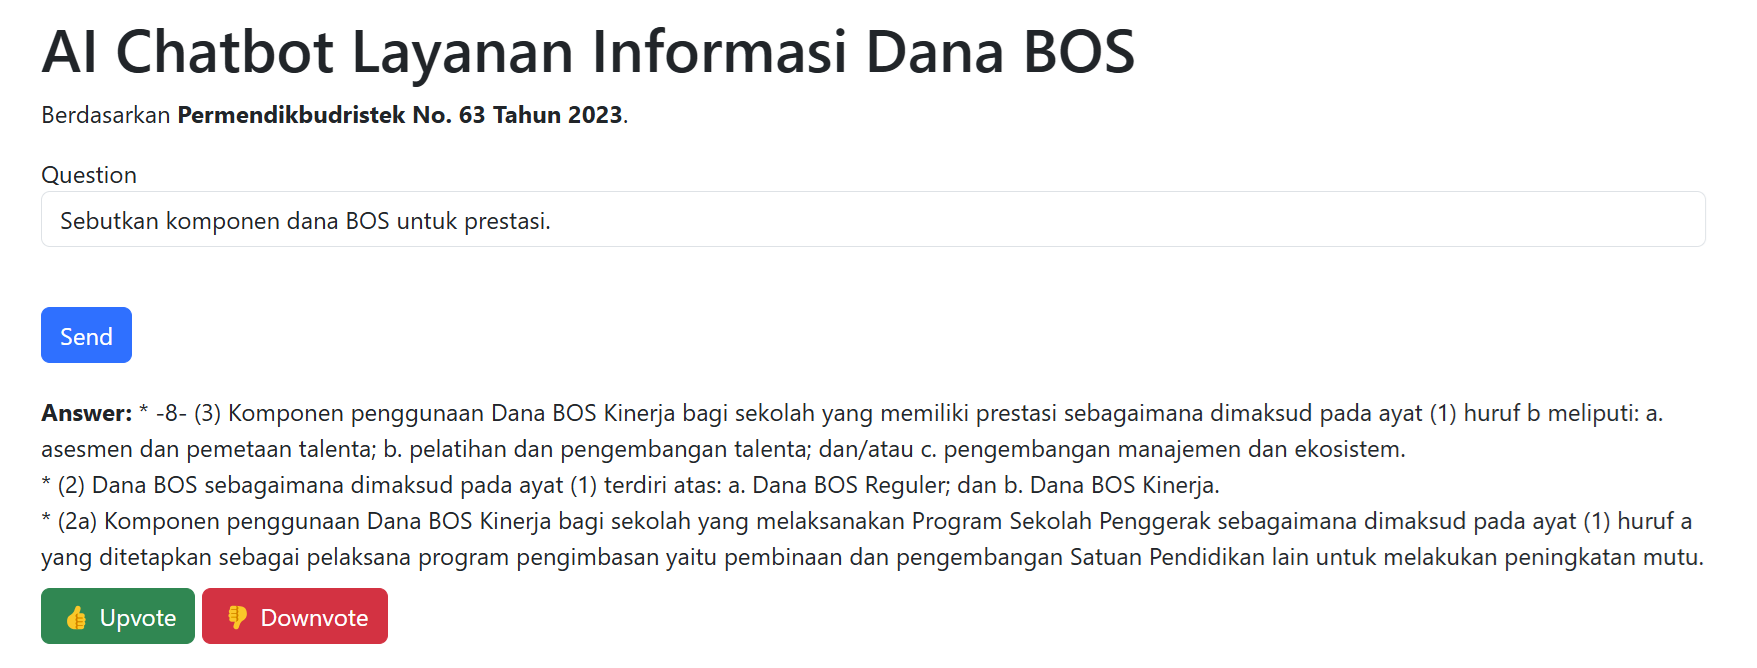 AI Chatbot Layanan Informasi Dana BOS
Berdasarkan Permendikbudristek No. 63 Tahun 2023.
Question
Sebutkan komponen dana BOS untuk prestasi.
Send
Answer: * -8- (3) Komponen penggunaan Dana BOS Kinerja bagi sekolah yang memiliki prestasi sebagaimana dimaksud pada ayat (1) huruf b meliputi: a.
asesmen dan pemetaan talenta; b. pelatihan dan pengembangan talenta; dan/atau c. pengembangan manajemen dan ekosistem.
* (2) Dana BOS sebagaimana dimaksud pada ayat (1) terdiri atas: a. Dana BOS Reguler; dan b. Dana BOS Kinerja.
* (2a) Komponen penggunaan Dana BOS Kinerja bagi sekolah yang melaksanakan Program Sekolah Penggerak sebagaimana dimaksud pada ayat (1) huruf a
yang ditetapkan sebagai pelaksana program pengimbasan yaitu pembinaan dan pengembangan Satuan Pendidikan lain untuk melakukan peningkatan mutu.
👍 Upvote 👎 Downvote